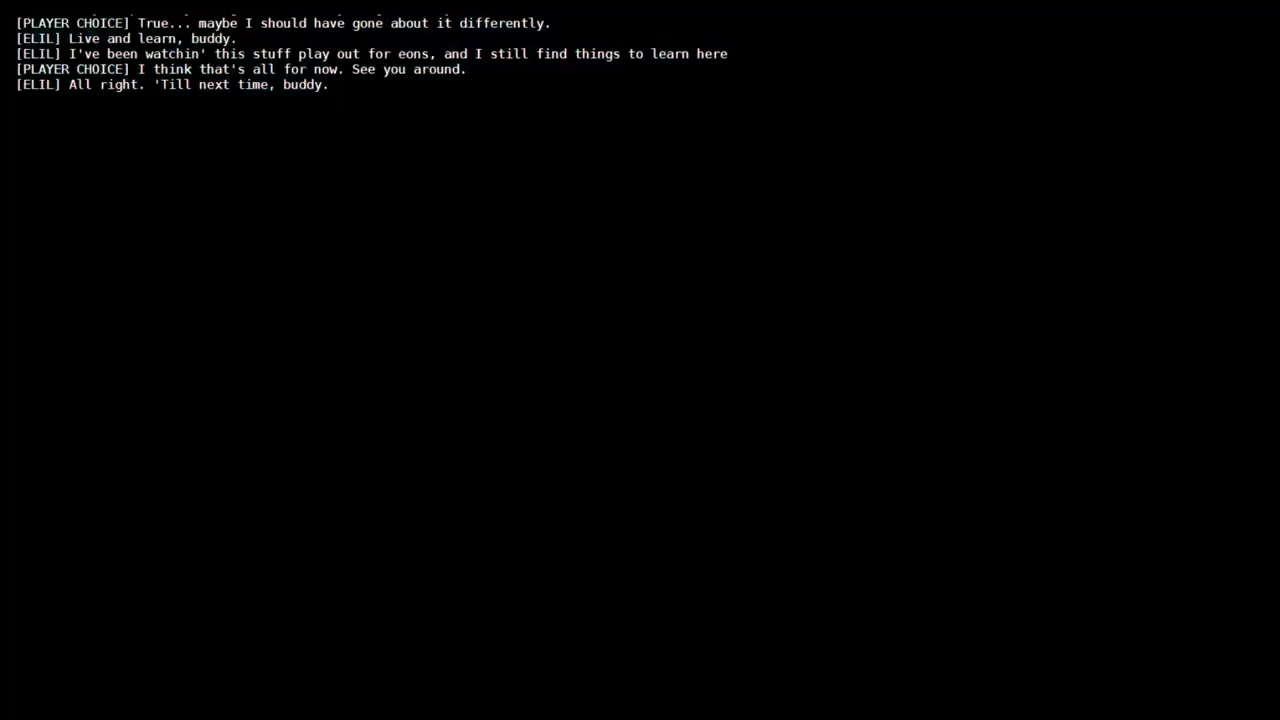 [PLAYER CHOICE] True... maybe I should have gone about it differently.
[ELIL] Live and learn, buddy.
[ELIL] I've been watchin' this stuff play out for eons, and I still find things to learn here
[PLAYER CHOICE] I think that's all for now. See you around.
[ELIL] All right. 'Till next time, buddy.